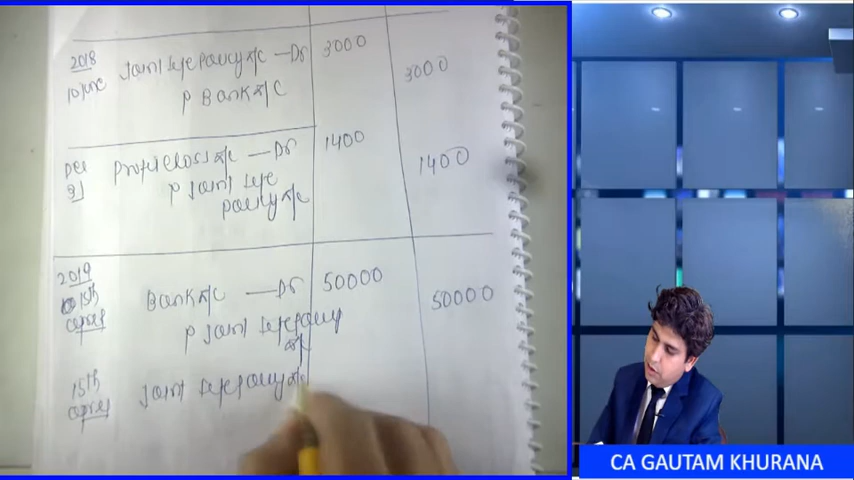 2018
10 June Joint Life Policy A/c — Dr 3000
To Bank A/c 3000
Dec
31 Profit & Loss A/c — Dr 1400
To Joint Life
Policy A/c 1400
2019
15th
April Bank A/c — Dr 50000
To Joint Life Policy
A/c 50000
15th
April Joint Life Policy A/c
CA GAUTAM KHURANA